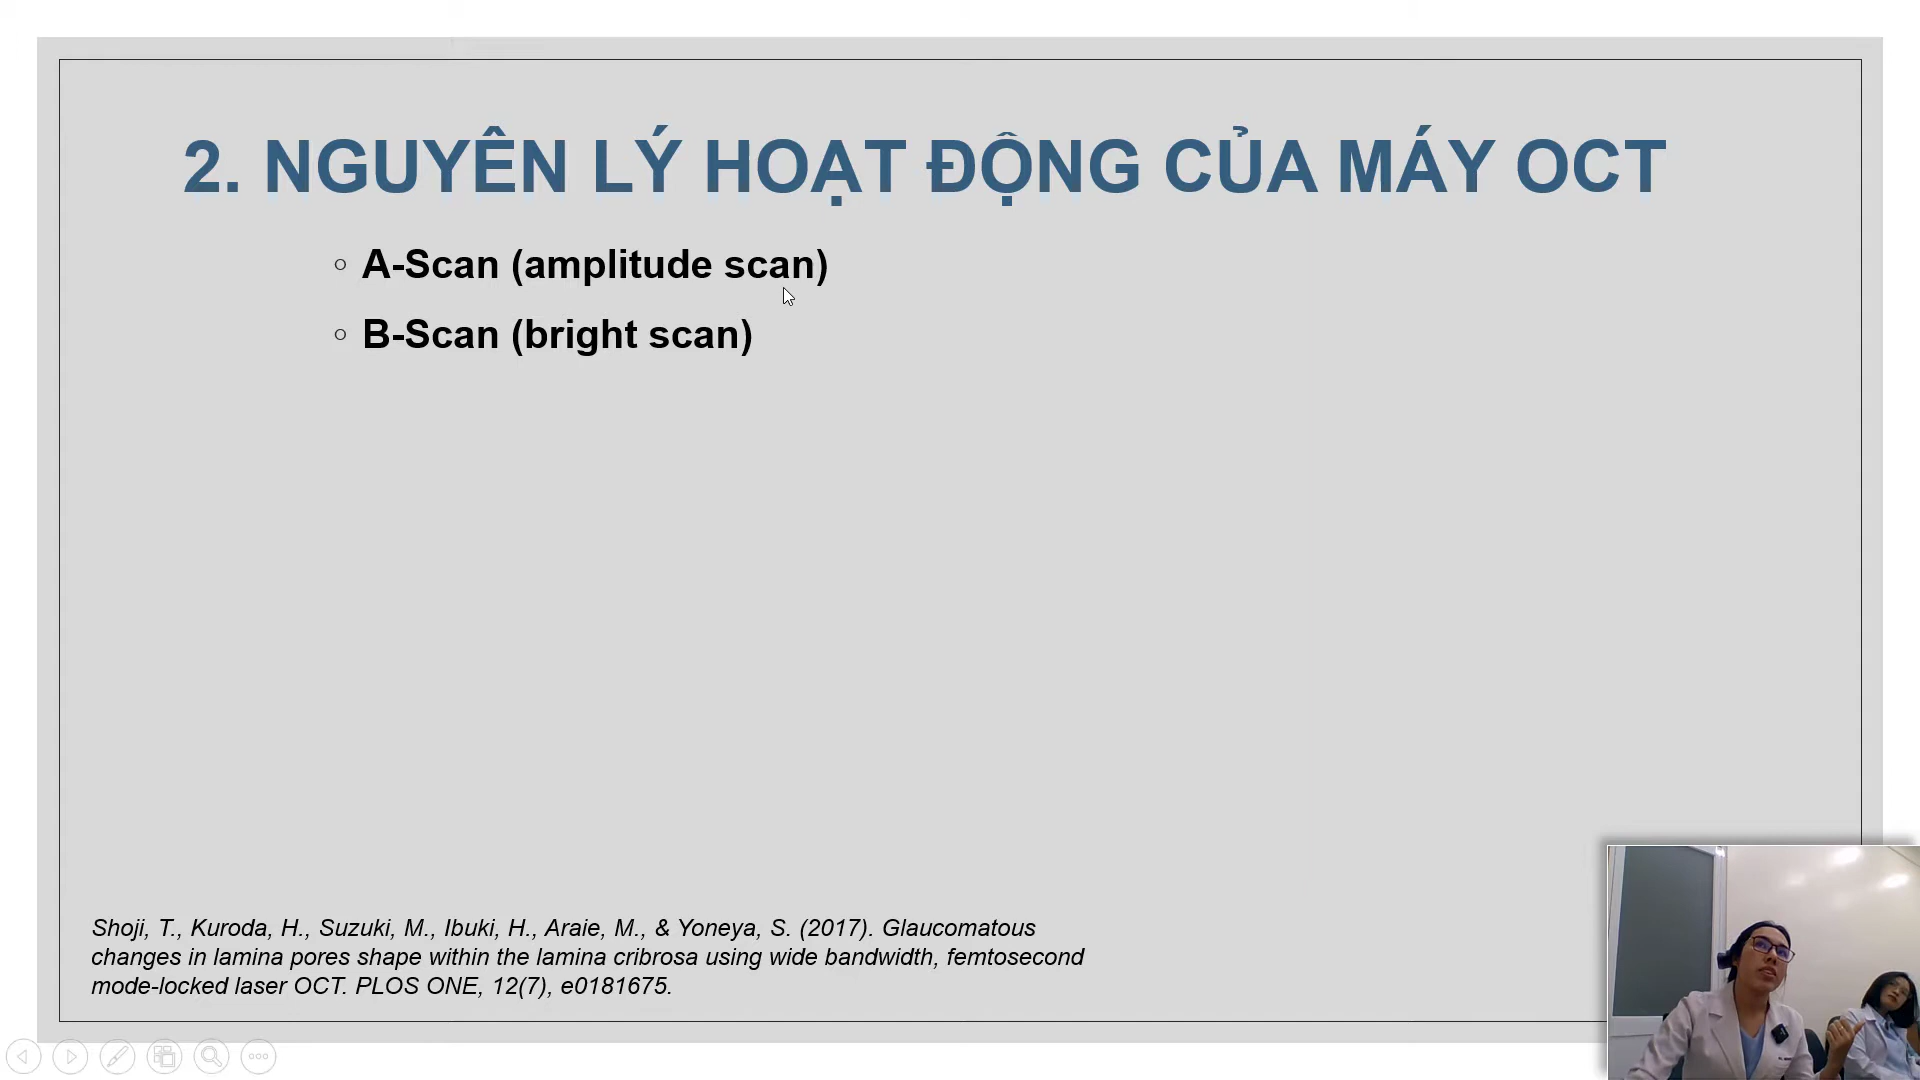 2. NGUYÊN LÝ HOẠT ĐỘNG CỦA MÁY OCT
A-Scan (amplitude scan)
B-Scan (bright scan)
Shoji, T., Kuroda, H., Suzuki, M., Ibuki, H., Araie, M., & Yoneya, S. (2017). Glaucomatous
changes in lamina pores shape within the lamina cribrosa using wide bandwidth, femtosecond
mode-locked laser OCT. PLOS ONE, 12(7), e0181675.